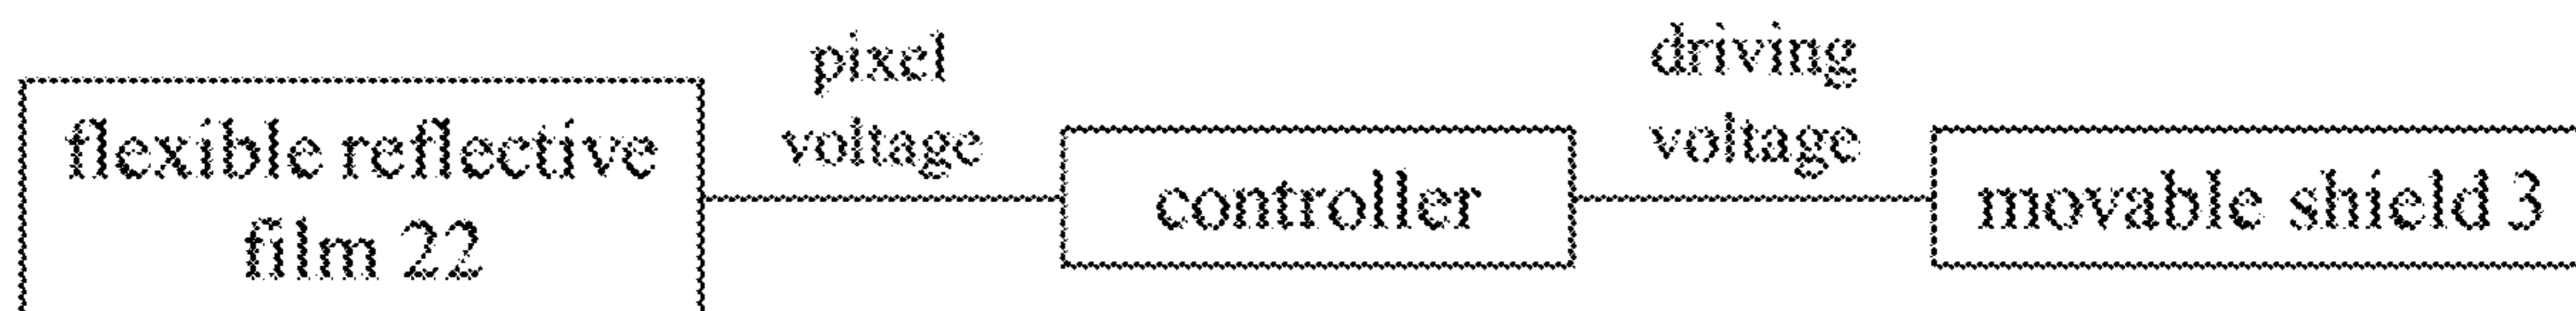 flexible reflective
film 22
pixel
voltage
controller
driving
voltage
movable shield 3